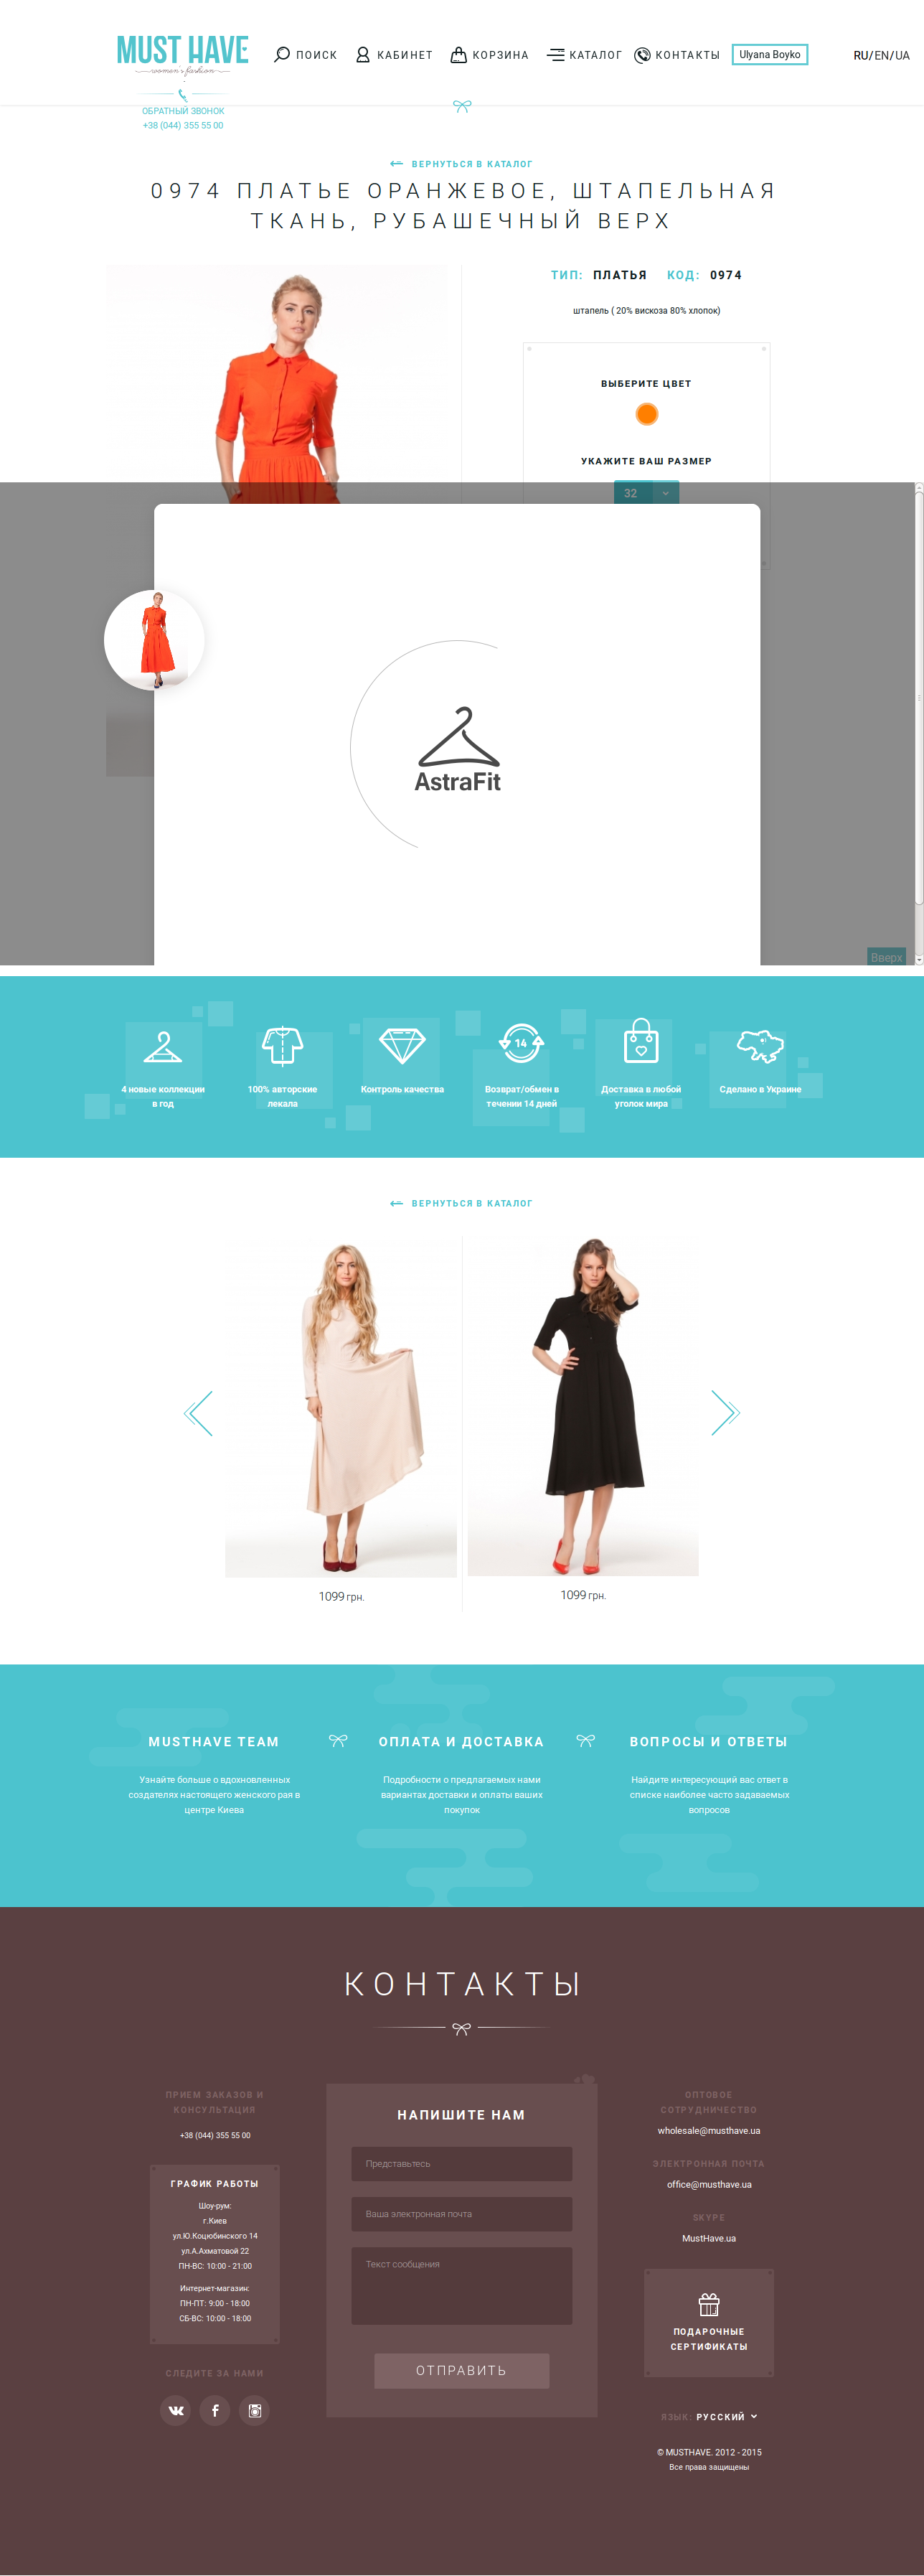 MUST HAVE
women's fashion
ПОИСК
КАБИНЕТ
КОРЗИНА
КАТАЛОГ
КОНТАКТЫ
Ulyana Boyko
RU/EN/UA
ОБРАТНЫЙ ЗВОНОК
+38 (044) 355 55 00
ВЕРНУТЬСЯ В КАТАЛОГ
0974 ПЛАТЬЕ ОРАНЖЕВОЕ, ШТАПЕЛЬНАЯ
ТКАНЬ, РУБАШЕЧНЫЙ ВЕРХ
ТИП: ПЛАТЬЯ КОД: 0974
штапель ( 20% вискоза 80% хлопок)
ВЫБЕРИТЕ ЦВЕТ
УКАЖИТЕ ВАШ РАЗМЕР
32
AstraFit
Вверх
4 новые коллекции
в год
100% авторские
лекала
Контроль качества
14
Возврат/обмен в
течении 14 дней
Доставка в любой
уголок мира
Сделано в Украине
ВЕРНУТЬСЯ В КАТАЛОГ
1099 грн.
1099 грн.
MUSTHAVE TEAM
Узнайте больше о вдохновленных
создателях настоящего женского рая в
центре Киева
ОПЛАТА И ДОСТАВКА
Подробности о предлагаемых нами
вариантах доставки и оплаты ваших
покупок
ВОПРОСЫ И ОТВЕТЫ
Найдите интересующий вас ответ в
списке наиболее часто задаваемых
вопросов
КОНТАКТЫ
ПРИЕМ ЗАКАЗОВ И
КОНСУЛЬТАЦИЯ
+38 (044) 355 55 00
ГРАФИК РАБОТЫ
Шоу-рум:
г.Киев
ул.Ю.Коцюбинского 14
ул.А.Ахматовой 22
ПН-ВС: 10:00 - 21:00
Интернет-магазин:
ПН-ПТ: 9:00 - 18:00
СБ-ВС: 10:00 - 18:00
СЛЕДИТЕ ЗА НАМИ
НАПИШИТЕ НАМ
Представьтесь
Ваша электронная почта
Текст сообщения
ОТПРАВИТЬ
ОПТОВОЕ
СОТРУДНИЧЕСТВО
wholesale@musthave.ua
ЭЛЕКТРОННАЯ ПОЧТА
office@musthave.ua
SKYPE
MustHave.ua
ПОДАРОЧНЫЕ
СЕРТИФИКАТЫ
ЯЗЫК: РУССКИЙ
© MUSTHAVE. 2012 - 2015
Все права защищены